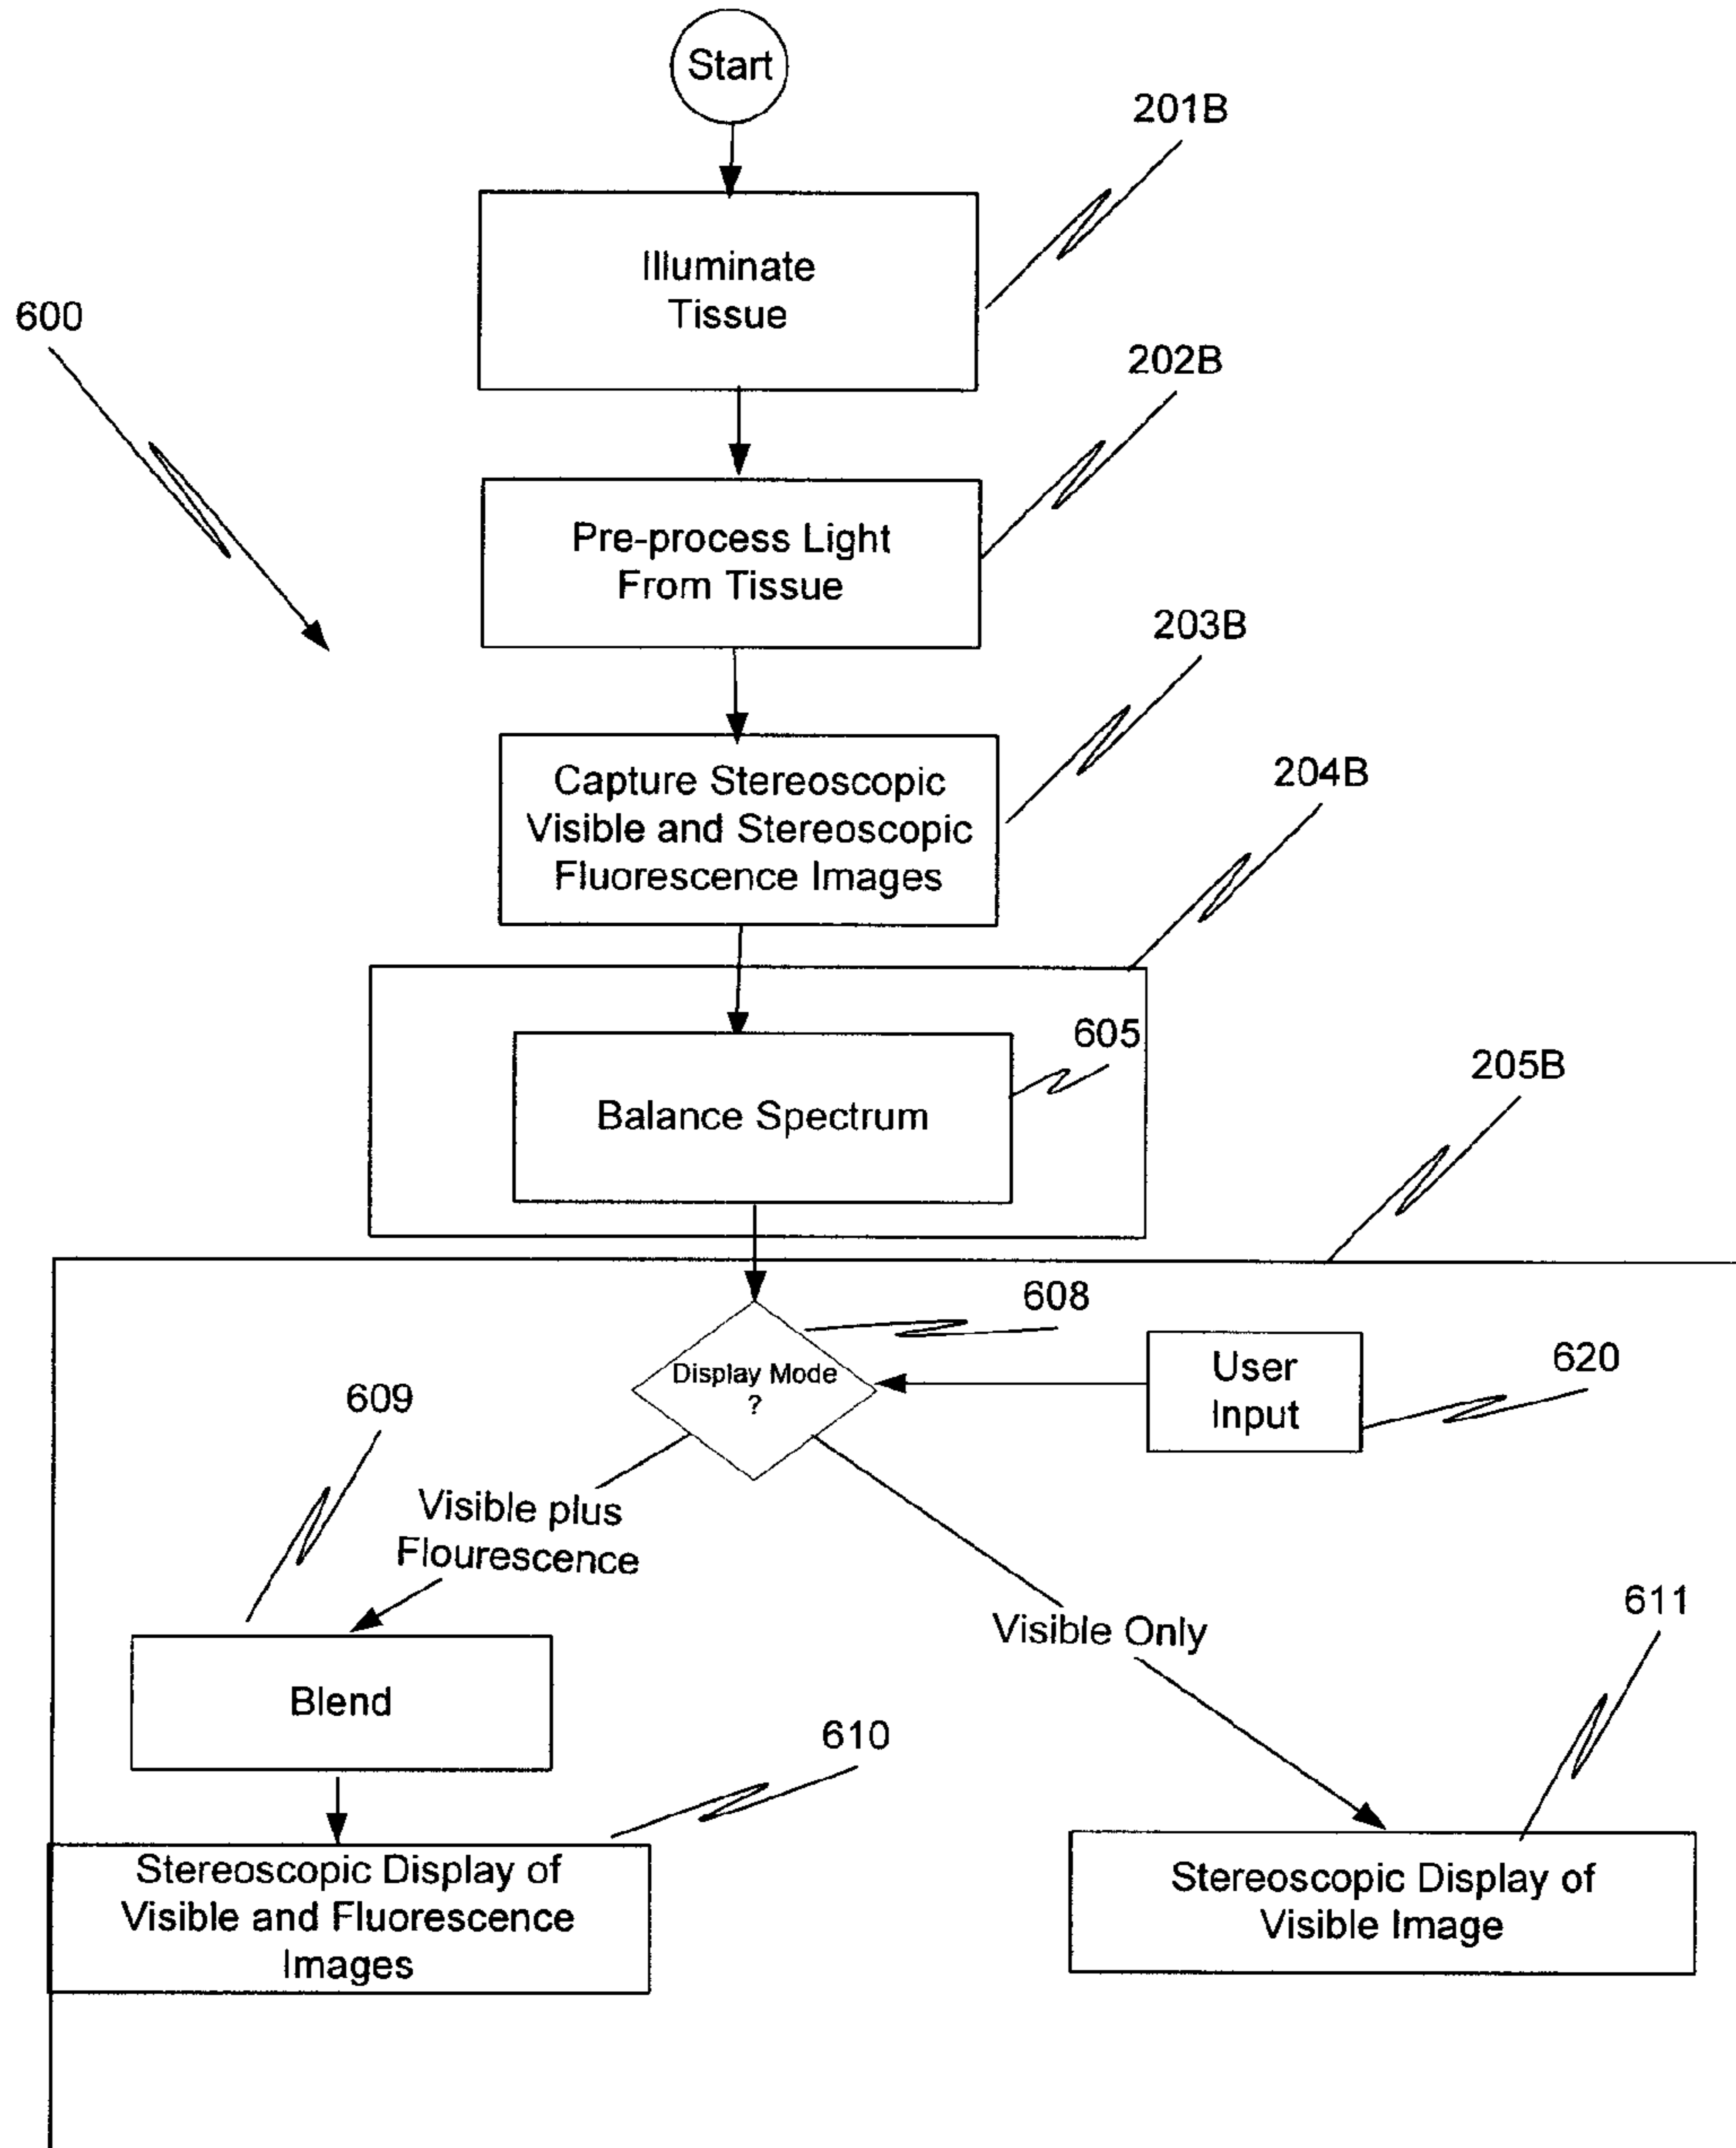 Start
201B
Illuminate
Tissue
600
202B
Pre-process Light
From Tissue
203B
Capture Stereoscopic
Visible and Stereoscopic
Fluorescence Images
204B
605
Balance Spectrum
205B
608
Display Mode
?
User
Input
620
609
Visible plus
Flourescence
611
Visible Only
Blend
610
Stereoscopic Display of
Visible and Fluorescence
Images
Stereoscopic Display of
Visible Image